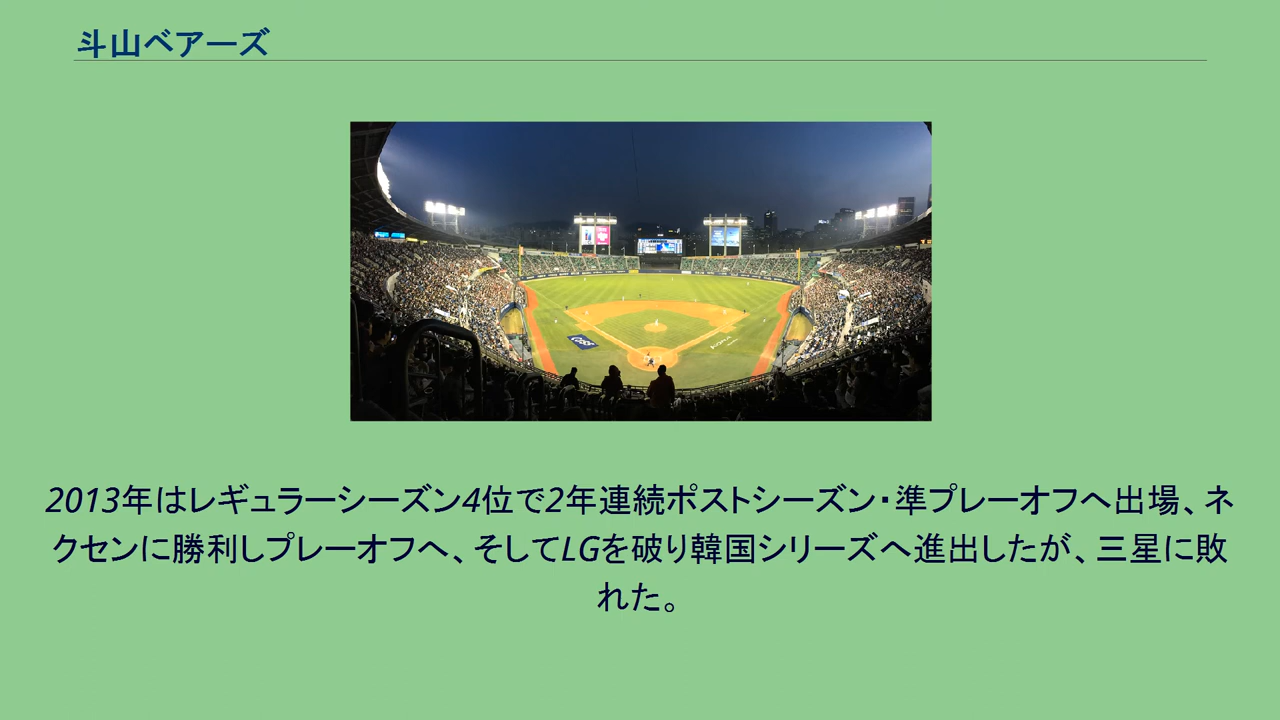 斗山ベアーズ
2013年はレギュラーシーズン4位で2年連続ポストシーズン・準プレーオフへ出場、ネ
クセンに勝利しプレーオフへ、そしてLGを破り韓国シリーズへ進出したが、三星に敗
れた。